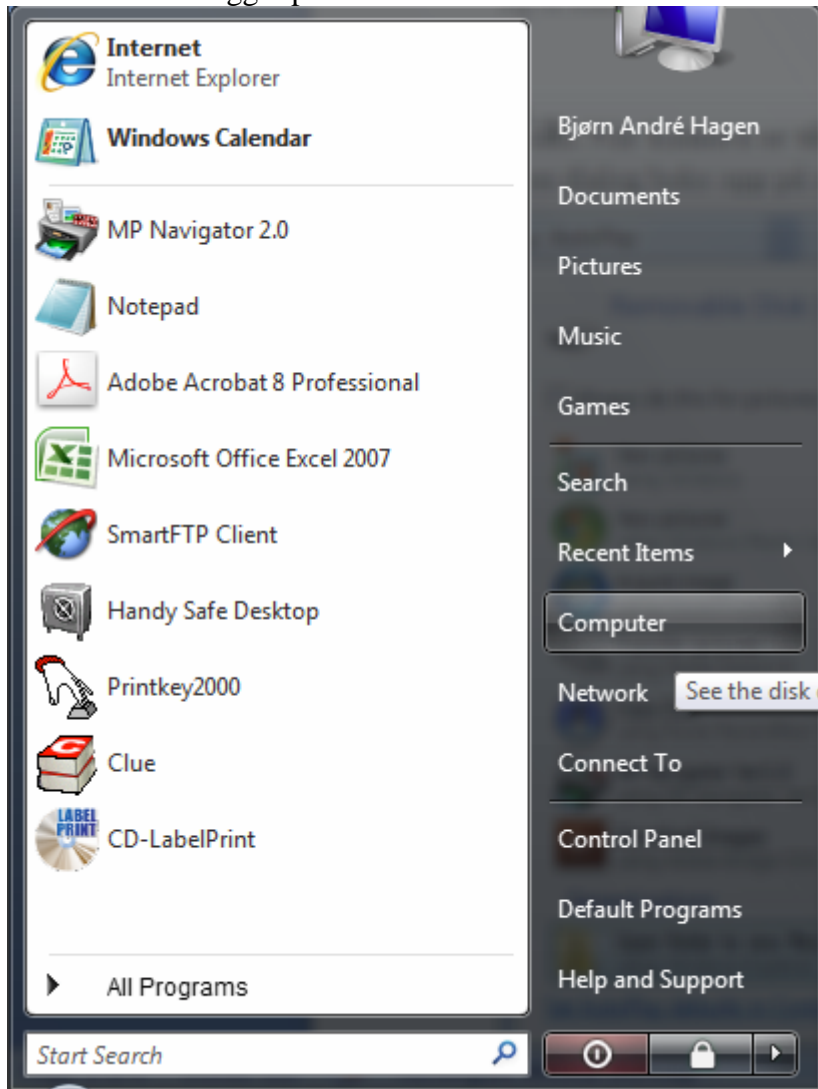 Internet
Internet Explorer
Windows Calendar
MP Navigator 2.0
Notepad
Adobe Acrobat 8 Professional
Microsoft Office Excel 2007
SmartFTP Client
Handy Safe Desktop
Printkey2000
Clue
LABEL
PRINT
CD-LabelPrint
All Programs
Start Search
Bjørn André Hagen
Documents
Pictures
Music
Games
Search
Recent Items
Computer
Network
See the disk
Connect To
Control Panel
Default Programs
Help and Support